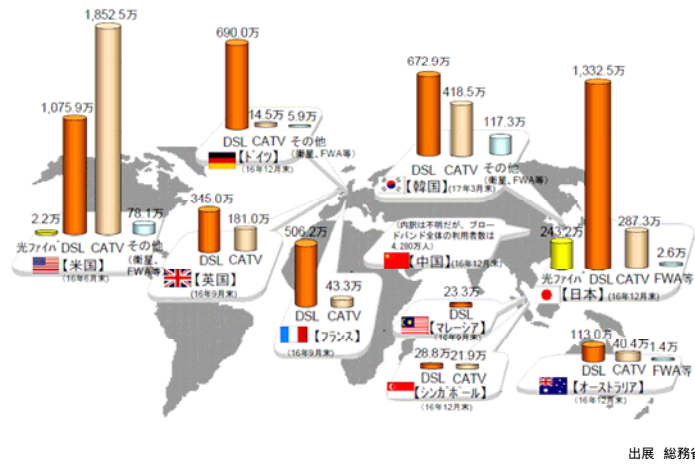 1,852.5万
1,075.9万
2.2万
78.1万
光ファイバ DSL CATV その他
(衛星、
FWA等)
【米国】
(16年6月末)
690.0万
14.5万 5.9万
DSL CATV その他
(衛星、FWA等)
【ドイツ】
(16年12月末)
345.0万
181.0万
DSL CATV
【英国】
(16年9月末)
506.2万
43.3万
DSL CATV
【フランス】
(16年9月末)
672.9万
418.5万
117.3万
DSL CATV その他
(衛星、FWA等)
【韓国】
(17年3月末)
(内訳は不明だが、ブロー
ドバンド全体の利用者数は
4,280万人)
【中国】
(16年12月末)
23.3万
DSL
【マレーシア】
(16年9月末)
28.8万 21.9万
DSL CATV
【シンガポール】
(16年12月末)
1,332.5万
243.2万
287.3万
2.6万
光ファイバ DSL CATV FWA等
【日本】
(16年12月末)
113.0万
40.4万 1.4万
DSL CATV FWA等
【オーストラリア】
(16年12月末)
出展 総務省